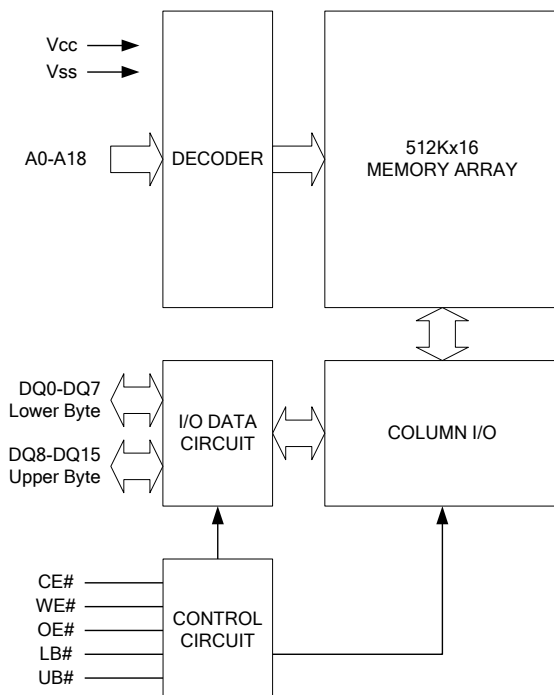 Vcc
Vss
A0-A18
DECODER
512Kx16
MEMORY ARRAY
DQ0-DQ7
Lower Byte
DQ8-DQ15
Upper Byte
I/O DATA
CIRCUIT
COLUMN I/O
CE#
WE#
OE#
LB#
UB#
CONTROL
CIRCUIT